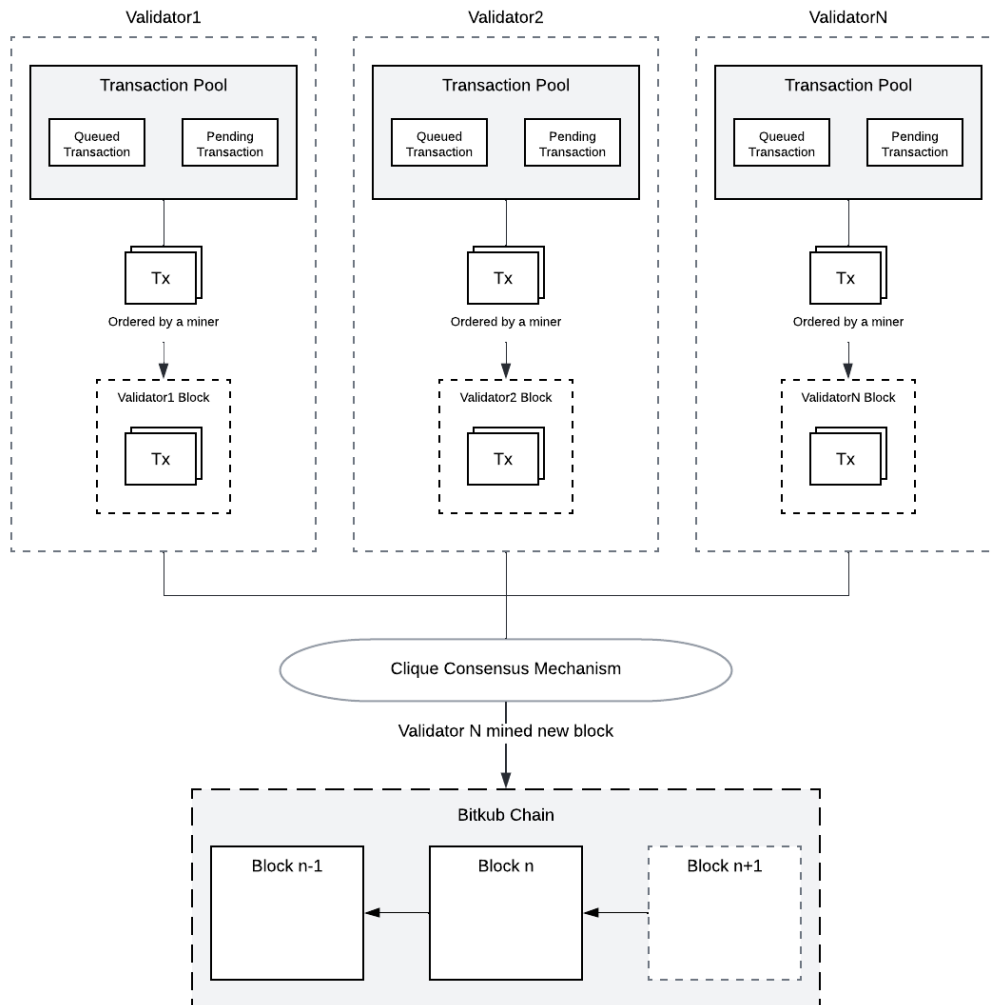 Validator1
Validator2
ValidatorN
Transaction Pool
Transaction Pool
Transaction Pool
Queued
Transaction
Pending
Transaction
Queued
Transaction
Pending
Transaction
Queued
Transaction
Pending
Transaction
Tx
Tx
Tx
Ordered by a miner
Ordered by a miner
Ordered by a miner
Validator1 Block
Validator2 Block
ValidatorN Block
Tx
Tx
Tx
Clique Consensus Mechanism
Validator N mined new block
Bitkub Chain
Block n-1
Block n
Block n+1